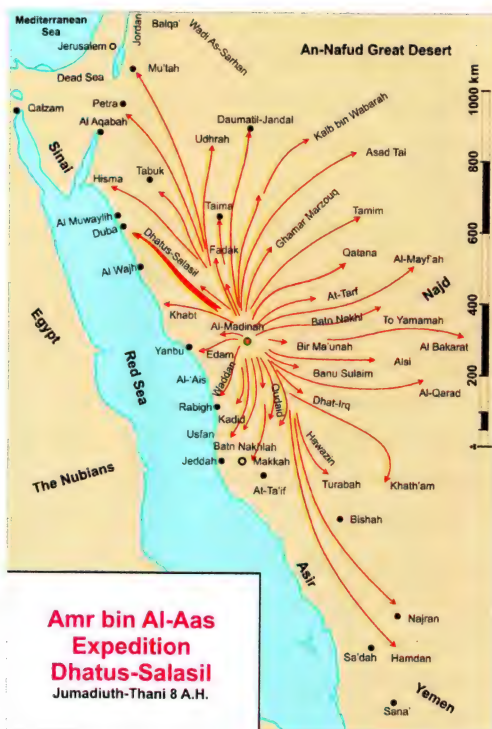 Mediterranean
Sea
Jordan
Balqa'
Wadi As-Sarhan
An-Nafud Great Desert
Jerusalem
Dead Sea
Mu'tah
Petra
Qalzam
Al Aqabah
Daumatil-Jandal
Kalb bin Wabarah
Udhrah
Asad Tai
Sinai
Hisma
Tabuk
Taima
Ghamar Marzouq
Tamim
Al Muwaylih
Duba
Dhatus-Salasil
Fadak
Qatana
Al-Mayf'ah
Al Wajh
At-Tarf
Najd
Egypt
Khabt
Al-Madinah
Batn Nakhl
To Yamamah
Red Sea
Yanbu
Edam
Bir Ma'unah
Al Bakarat
Waddan
Banu Sulaim
Alsi
Al-'Ais
Qudaid
Dhat-Irq
Al-Qarad
Rabigh
Kadid
Usfan
Hawazin
Batn Nakhlah
The Nubians
Jeddah
Makkah
Turabah
Khath'am
At-Ta'if
Bishah
Asir
Najran
Sa'dah
Hamdan
Yemen
Sana'
1000 km
800
600
400
200
Amr bin Al-Aas
Expedition
Dhatus-Salasil
Jumadiuth-Thani 8 A.H.